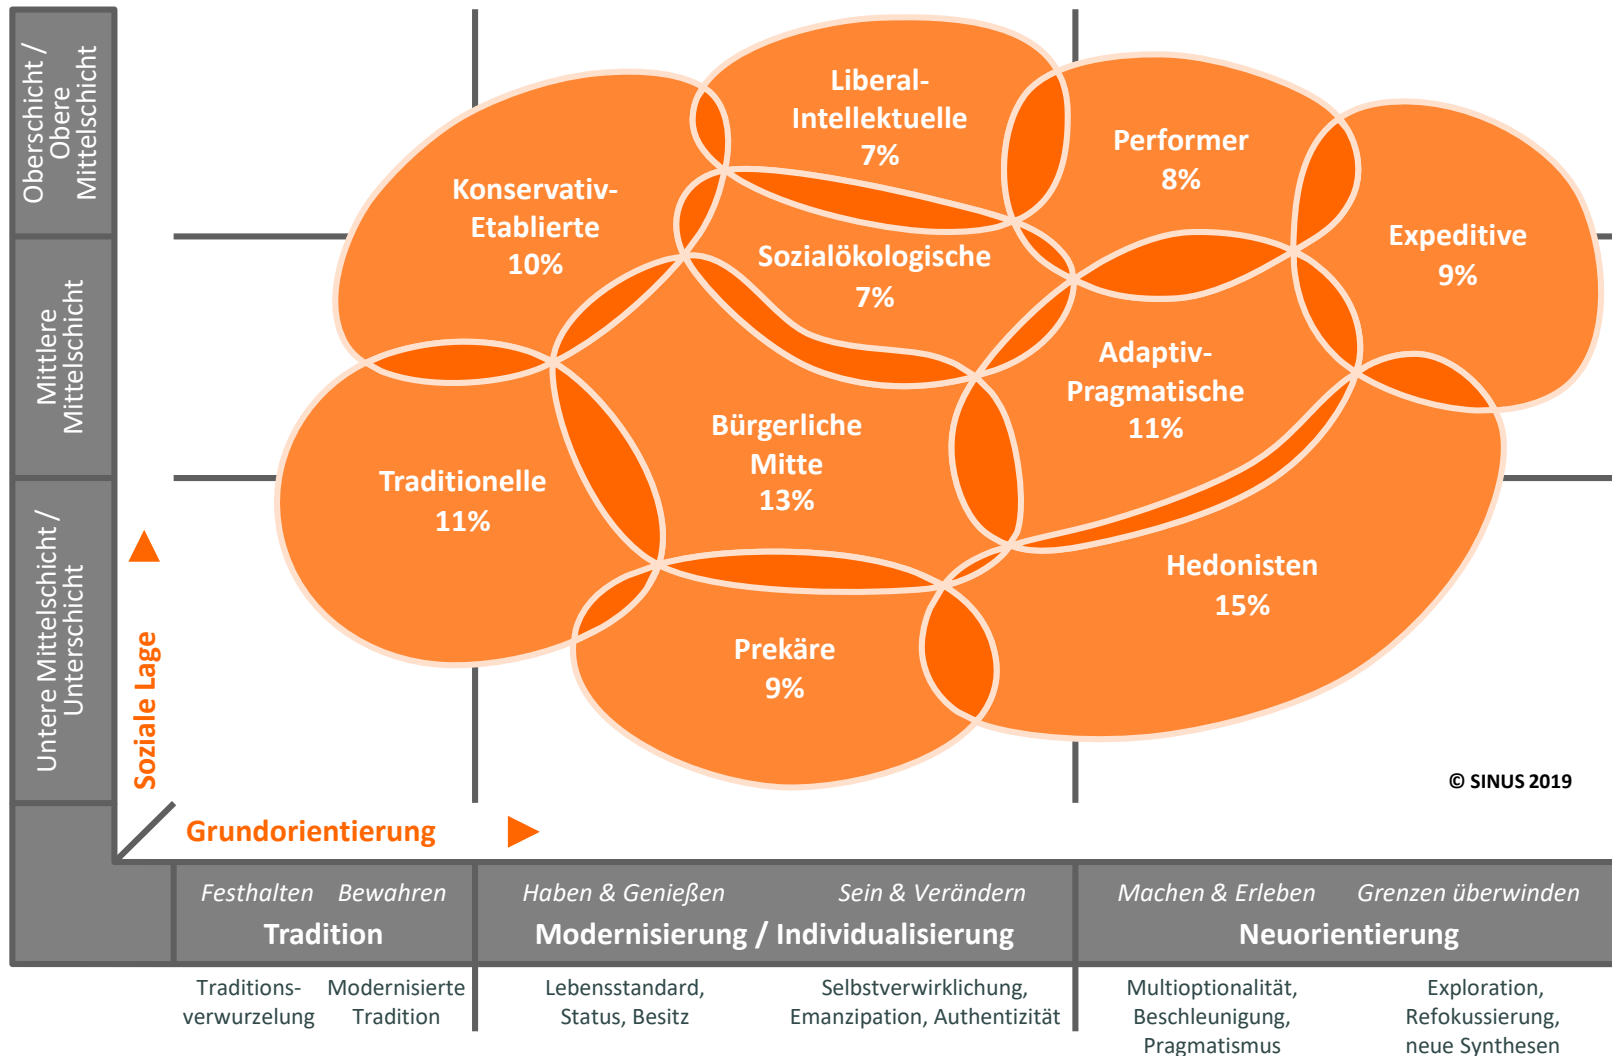 Oberschicht /
Obere
Mittelschicht
Mittlere
Mittelschicht
Untere Mittelschicht /
Unterschicht
Soziale Lage
Konservativ-
Etablierte
10%
Liberal-
Intellektuelle
7%
Performer
8%
Expeditive
9%
Sozialökologische
7%
Adaptiv-
Pragmatische
11%
Bürgerliche
Mitte
13%
Traditionelle
11%
Hedonisten
15%
Prekäre
9%
© SINUS 2019
Grundorientierung
Festhalten Bewahren
Tradition
Haben & Genießen Sein & Verändern
Modernisierung / Individualisierung
Machen & Erleben Grenzen überwinden
Neuorientierung
Traditions-
verwurzelung
Modernisierte
Tradition
Lebensstandard,
Status, Besitz
Selbstverwirklichung,
Emanzipation, Authentizität
Multioptionalität,
Beschleunigung,
Pragmatismus
Exploration,
Refokussierung,
neue Synthesen